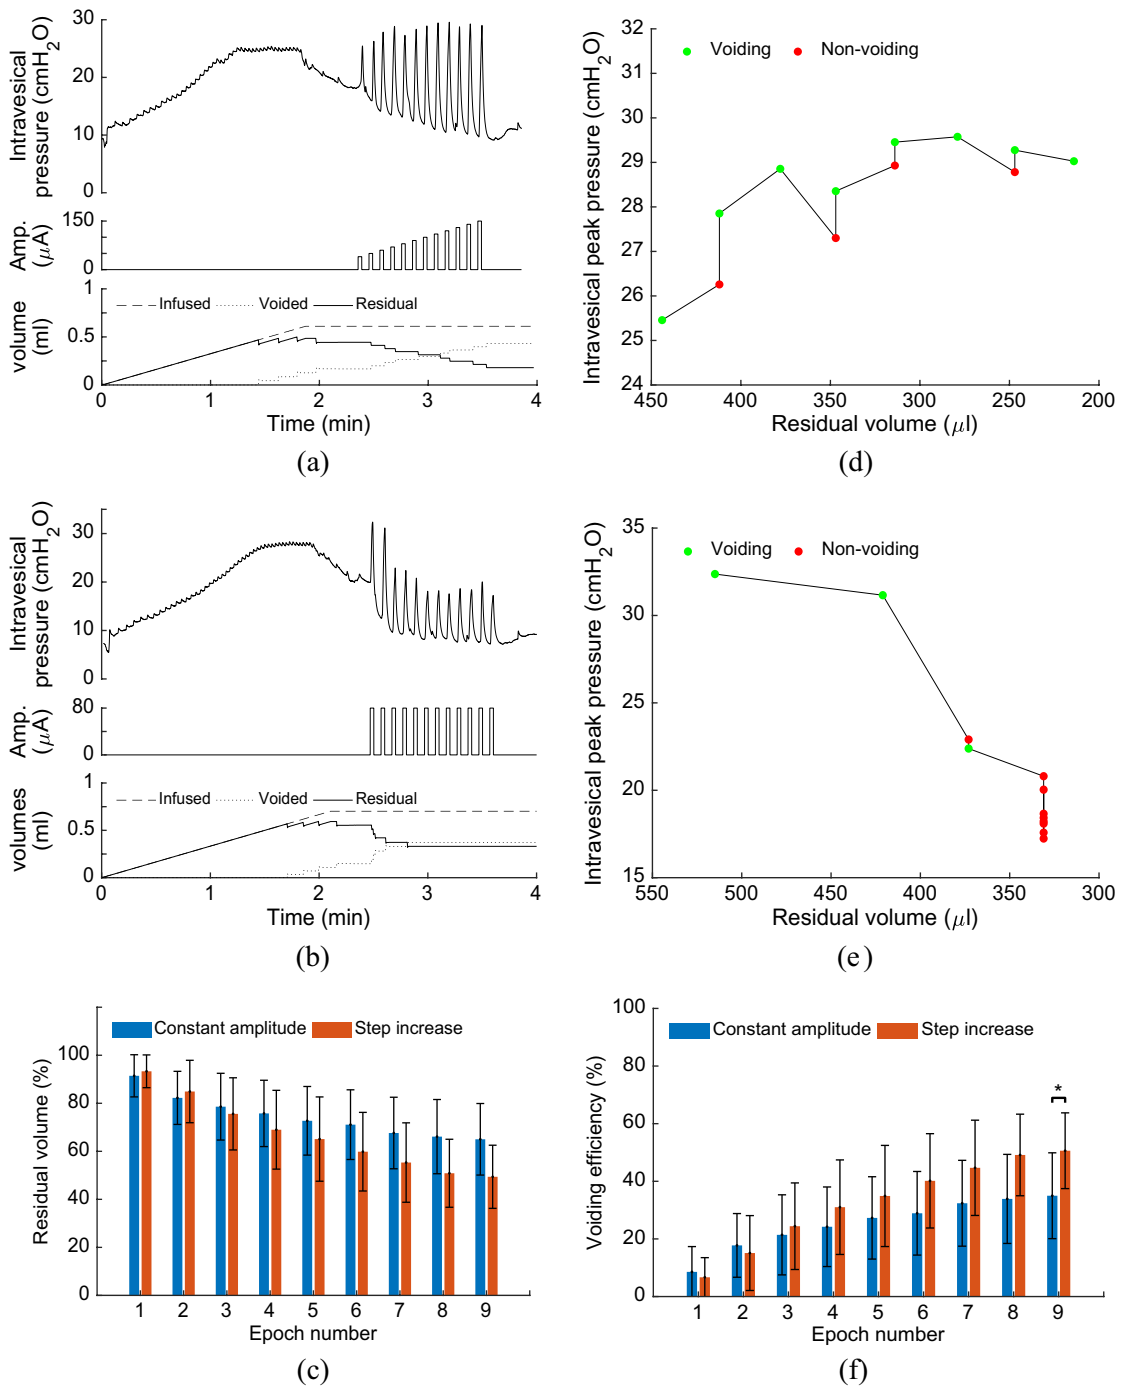 (a)
Intravesical
pressure (cmH2O)
30
20
10
0
Amp.
(μA)
150
0
volume
(ml)
1
0.5
0
Infused Voided Residual
0 1 2 3 4
Time (min)
(a)
(d)
Intravesical peak pressure (cmH2O)
32
31
30
29
28
27
26
25
24
Voiding Non-voiding
450 400 350 300 250 200
Residual volume (μl)
(d)
(b)
Intravesical
pressure (cmH2O)
30
20
10
0
Amp.
(μA)
80
0
volumes
(ml)
1
0.5
0
Infused Voided Residual
0 1 2 3 4
Time (min)
(b)
(e)
Intravesical peak pressure (cmH2O)
35
30
25
20
15
Voiding Non-voiding
550 500 450 400 350 300
Residual volume (μl)
(e)
(c)
Residual volume (%)
100
80
60
40
20
0
Constant amplitude Step increase
1 2 3 4 5 6 7 8 9
Epoch number
(c)
(f)
Voiding efficiency (%)
100
80
60
40
20
0
Constant amplitude Step increase
*
1 2 3 4 5 6 7 8 9
Epoch number
(f)